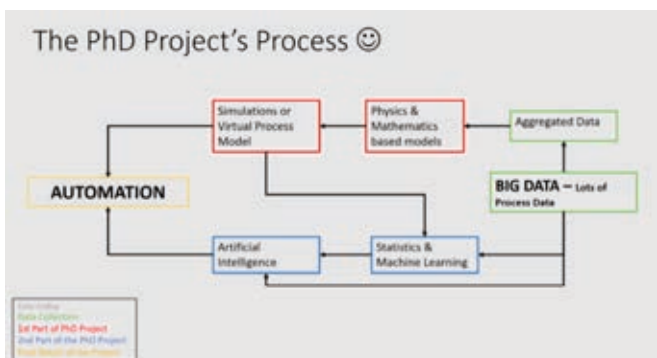 The PhD Project's Process ☺
Simulations or
Virtual Process
Model
Physics &
Mathematics
based models
Aggregated Data
AUTOMATION
BIG DATA – Lots of
Process Data
Artificial
Intelligence
Statistics &
Machine Learning
Data Collection
1st Part of PhD Project
2nd Part of the PhD Project